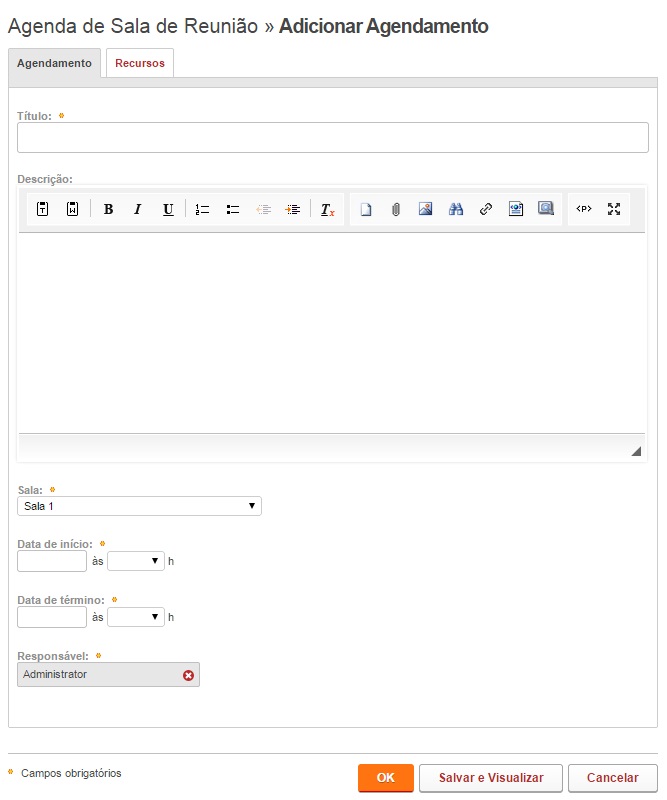 Agenda de Sala de Reunião » Adicionar Agendamento
Agendamento Recursos
Título: *
Descrição:
B I U Tx
Sala: *
Sala 1
Data de início: *
às h
Data de término: *
às h
Responsável: *
Administrator
* Campos obrigatórios OK Salvar e Visualizar Cancelar